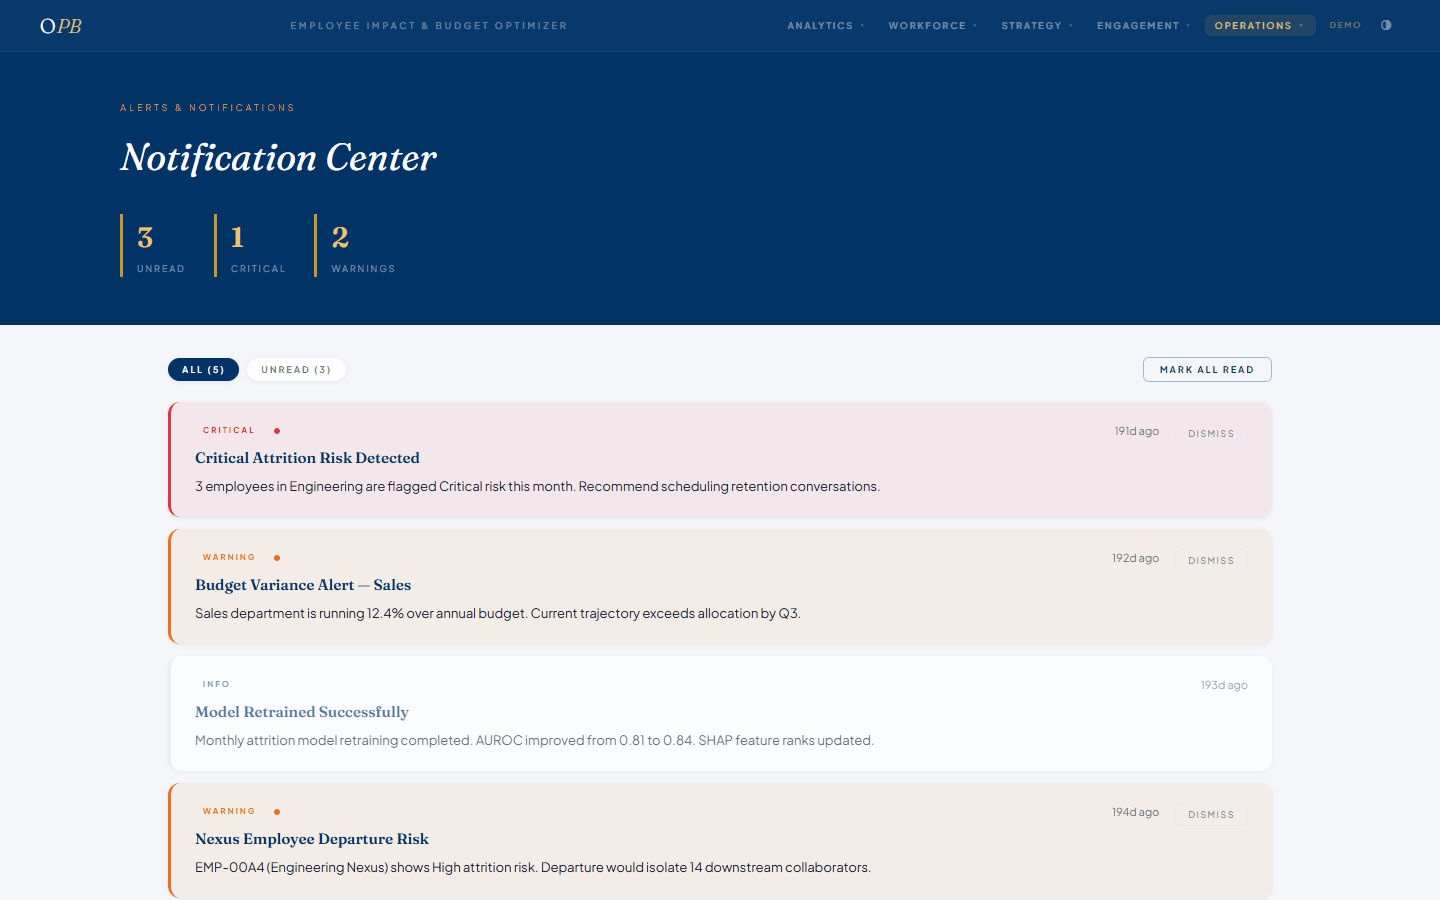 OPB
EMPLOYEE IMPACT & BUDGET OPTIMIZER
ANALYTICS
WORKFORCE
STRATEGY
ENGAGEMENT
OPERATIONS
DEMO
ALERTS & NOTIFICATIONS
Notification Center
3
UNREAD
1
CRITICAL
2
WARNINGS
ALL (5)
UNREAD (3)
MARK ALL READ
CRITICAL
191d ago
DISMISS
Critical Attrition Risk Detected
3 employees in Engineering are flagged Critical risk this month. Recommend scheduling retention conversations.
WARNING
192d ago
DISMISS
Budget Variance Alert — Sales
Sales department is running 12.4% over annual budget. Current trajectory exceeds allocation by Q3.
INFO
193d ago
Model Retrained Successfully
Monthly attrition model retraining completed. AUROC improved from 0.81 to 0.84. SHAP feature ranks updated.
WARNING
194d ago
DISMISS
Nexus Employee Departure Risk
EMP-00A4 (Engineering Nexus) shows High attrition risk. Departure would isolate 14 downstream collaborators.